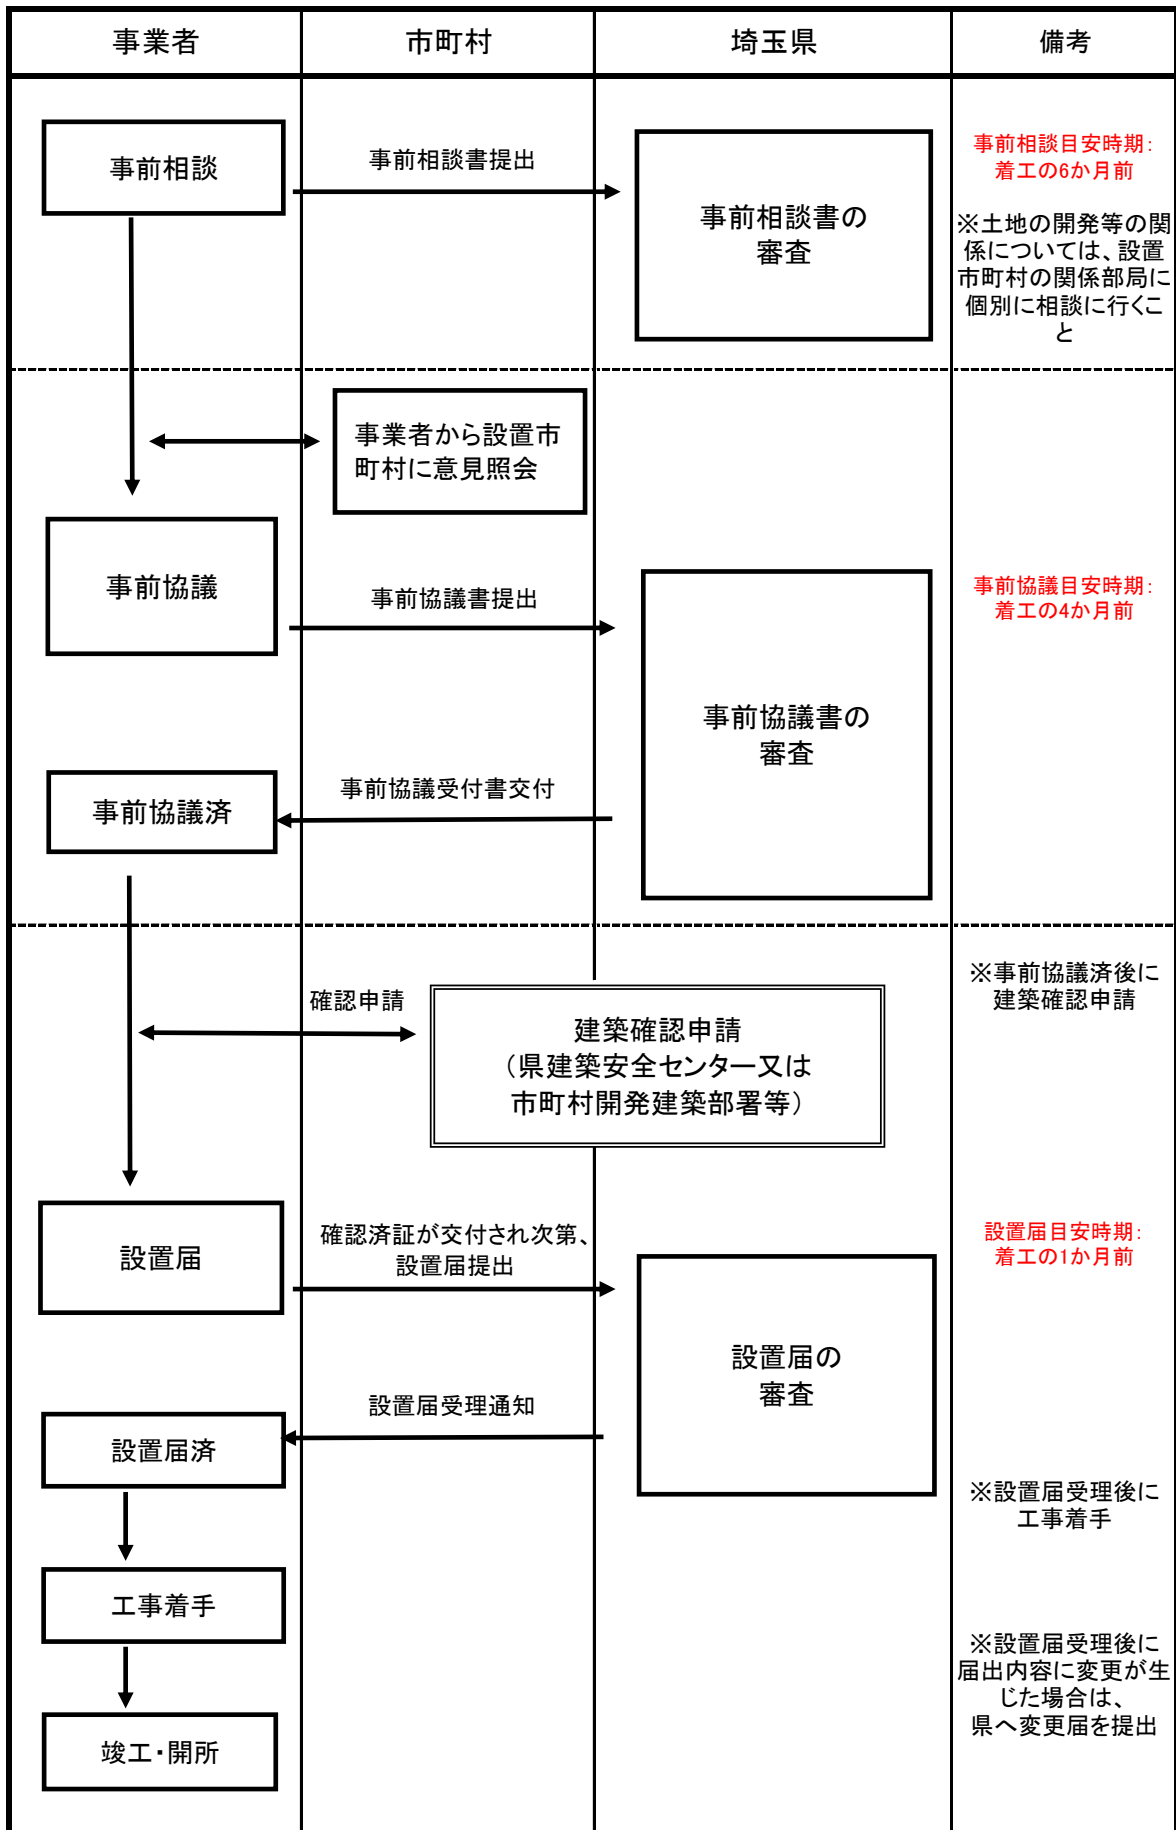 事業者
市町村
埼玉県
備考
事前相談
事前相談書提出
事前相談書の
審査
事前相談目安時期：
着工の6か月前
※土地の開発等の関
係については、設置
市町村の関係部局に
個別に相談に行くこ
と
事業者から設置市
町村に意見照会
事前協議
事前協議書提出
事前協議書の
審査
事前協議目安時期：
着工の4か月前
事前協議受付書交付
事前協議済
※事前協議済後に
建築確認申請
確認申請
建築確認申請
（県建築安全センター又は
市町村開発建築部署等）
設置届
確認済証が交付され次第、
設置届提出
設置届目安時期：
着工の1か月前
設置届の
審査
設置届受理通知
設置届済
※設置届受理後に
工事着手
工事着手
※設置届受理後に
届出内容に変更が生
じた場合は、
県へ変更届を提出
竣工・開所